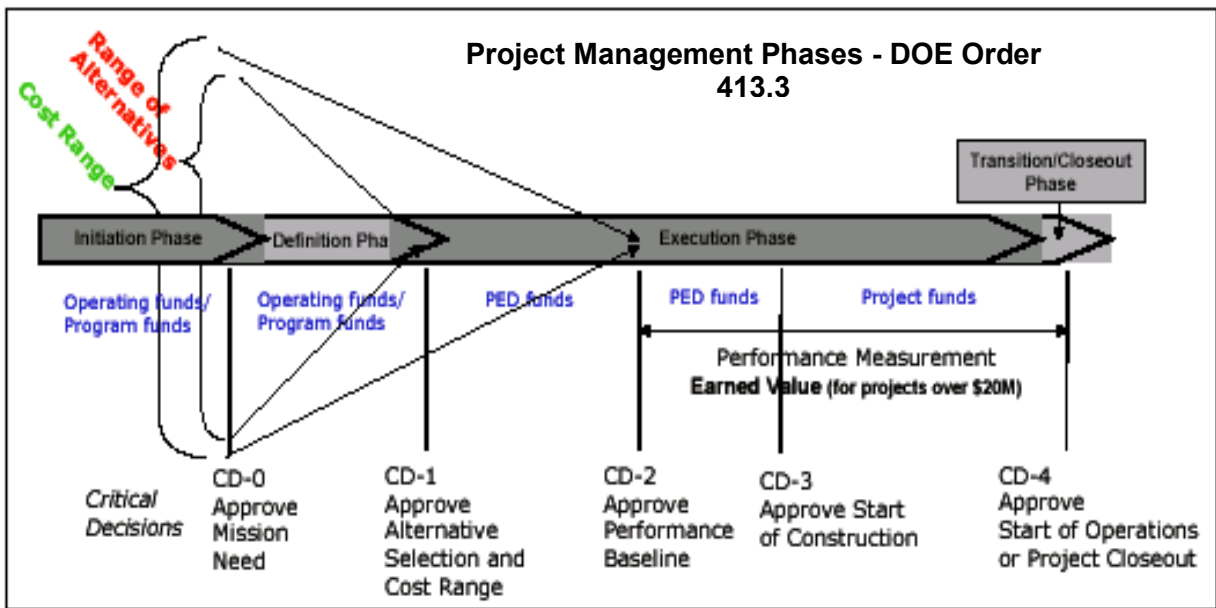 Project Management Phases - DOE Order
413.3
Range of
Alternatives
Cost Range
Transition/Closeout
Phase
Initiation Phase
Definition Pha
Execution Phase
Operating funds/
Program funds
Operating funds/
Program funds
PED funds
PED funds
Project funds
Performance Measurement
Earned Value (for projects over $20M)
Critical
Decisions
CD-0
Approve
Mission
Need
CD-1
Approve
Alternative
Selection and
Cost Range
CD-2
Approve
Performance
Baseline
CD-3
Approve Start
of Construction
CD-4
Approve
Start of Operations
or Project Closeout